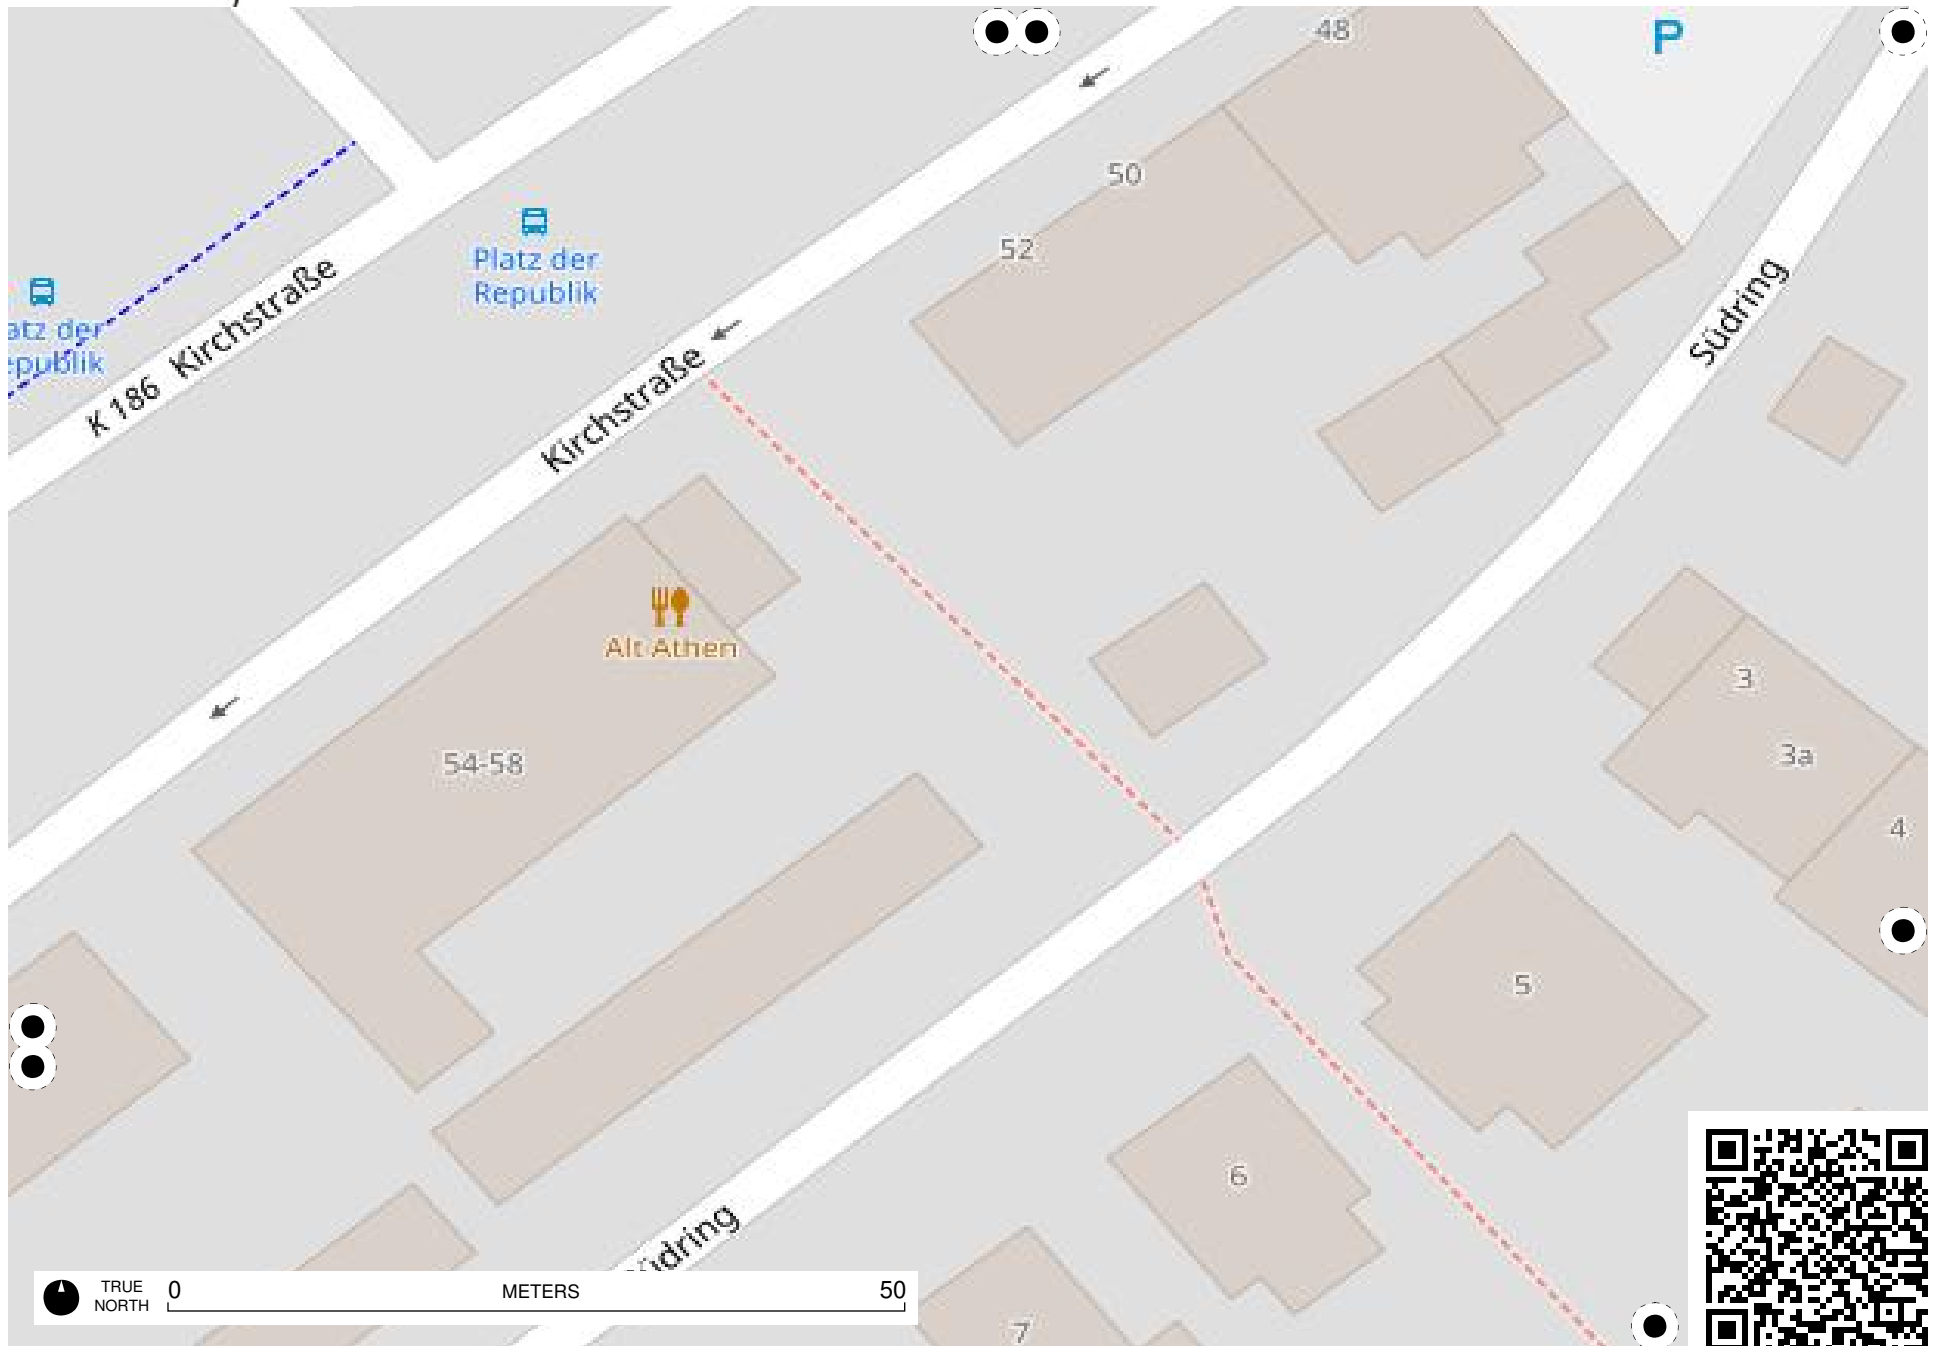 P
48
50
52
Platz der
Republik
atz der
epublik
K 186 Kirchstraße
Kirchstraße
Südring
Alt Athen
54-58
3
3a
4
5
6
7
üdring
TRUE
NORTH
0
METERS
50